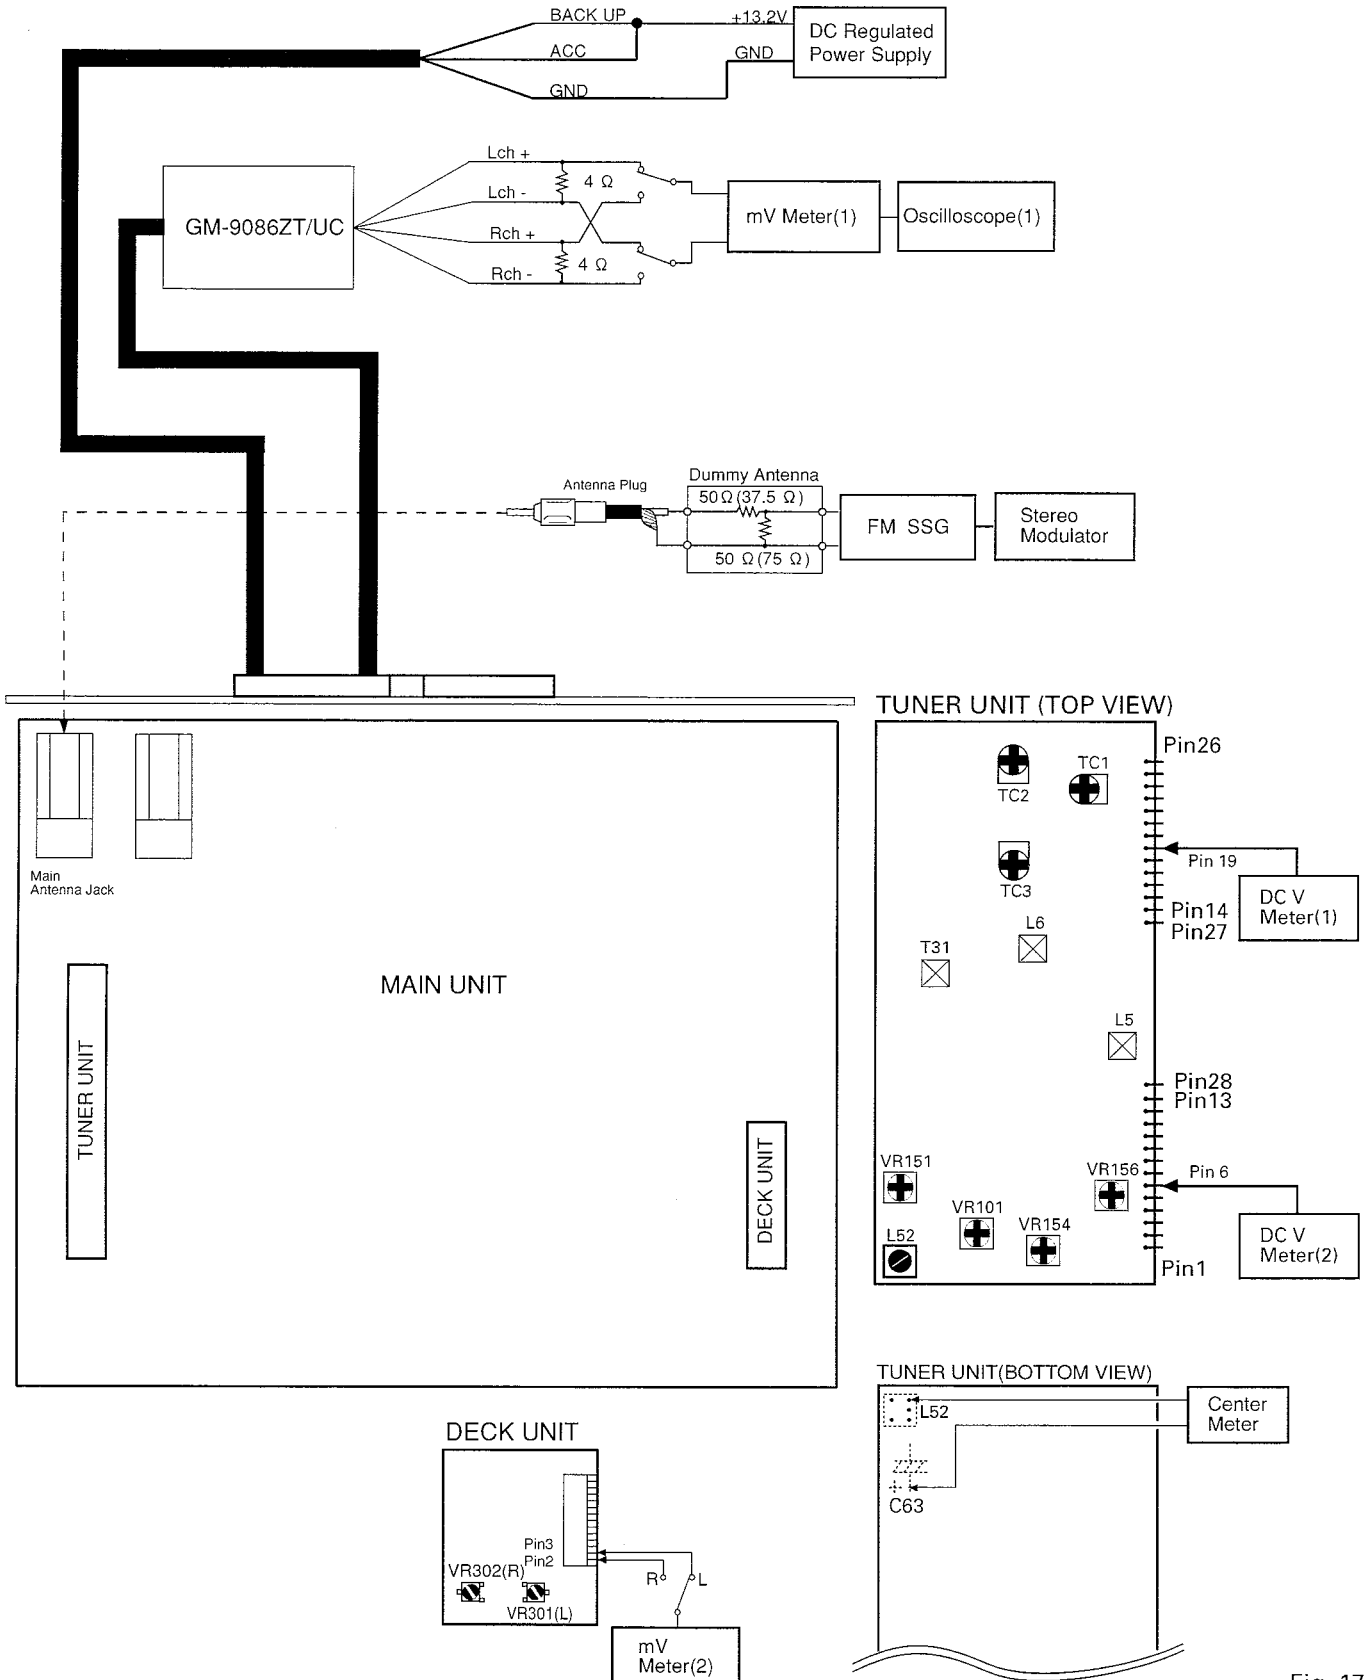 BACK UP
+13.2V
DC Regulated
Power Supply
ACC
GND
GND
Lch +
4 Ω
Lch -
GM-9086ZT/UC
mV Meter(1)
Oscilloscope(1)
Rch +
4 Ω
Rch -
Dummy Antenna
Antenna Plug
50Ω(37.5 Ω)
FM SSG
Stereo
Modulator
50 Ω(75 Ω)
TUNER UNIT (TOP VIEW)
Pin26
TC1
TC2
Pin 19
TC3
DC V
Meter(1)
Pin14
Pin27
L6
T31
L5
Pin28
Pin13
VR151
VR156
Pin 6
VR101
VR154
L52
DC V
Meter(2)
Pin1
Main
Antenna Jack
MAIN UNIT
TUNER UNIT
DECK UNIT
TUNER UNIT(BOTTOM VIEW)
L52
Center
Meter
C63
DECK UNIT
Pin3
Pin2
VR302(R)
VR301(L)
R
L
mV
Meter(2)